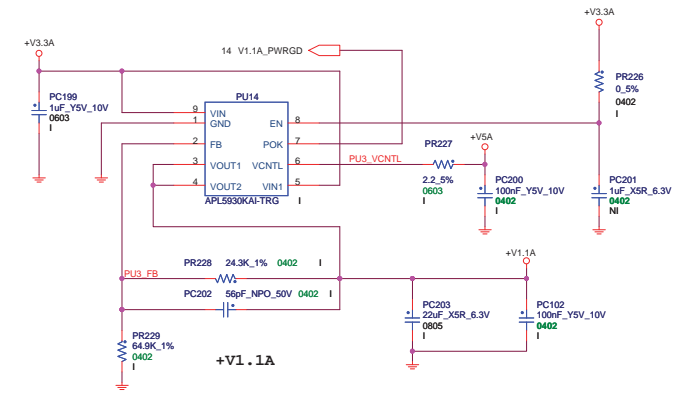 +V3.3A
+V3.3A
14 V1.1A_PWRGD
PC199
1uF_Y5V_10V
0603
I
PR226
0_5%
0402
I
PU14
9 VIN
1 GND
2 FB
3 VOUT1
4 VOUT2
EN 8
POK 7
VCNTL 6
VIN1 5
APL5930KAI-TRG I
PU3_VCNTL
PR227
2.2_5%
0603
I
+V5A
PC200
100nF_Y5V_10V
0402
I
PC201
1uF_X5R_6.3V
0402
NI
+V1.1A
PU3_FB
PR228 24.3K_1% 0402 I
PC202 56pF_NPO_50V 0402 I
PC203
22uF_X5R_6.3V
0805
I
PC102
100nF_Y5V_10V
0402
I
PR229
64.9K_1%
0402
I
+V1.1A